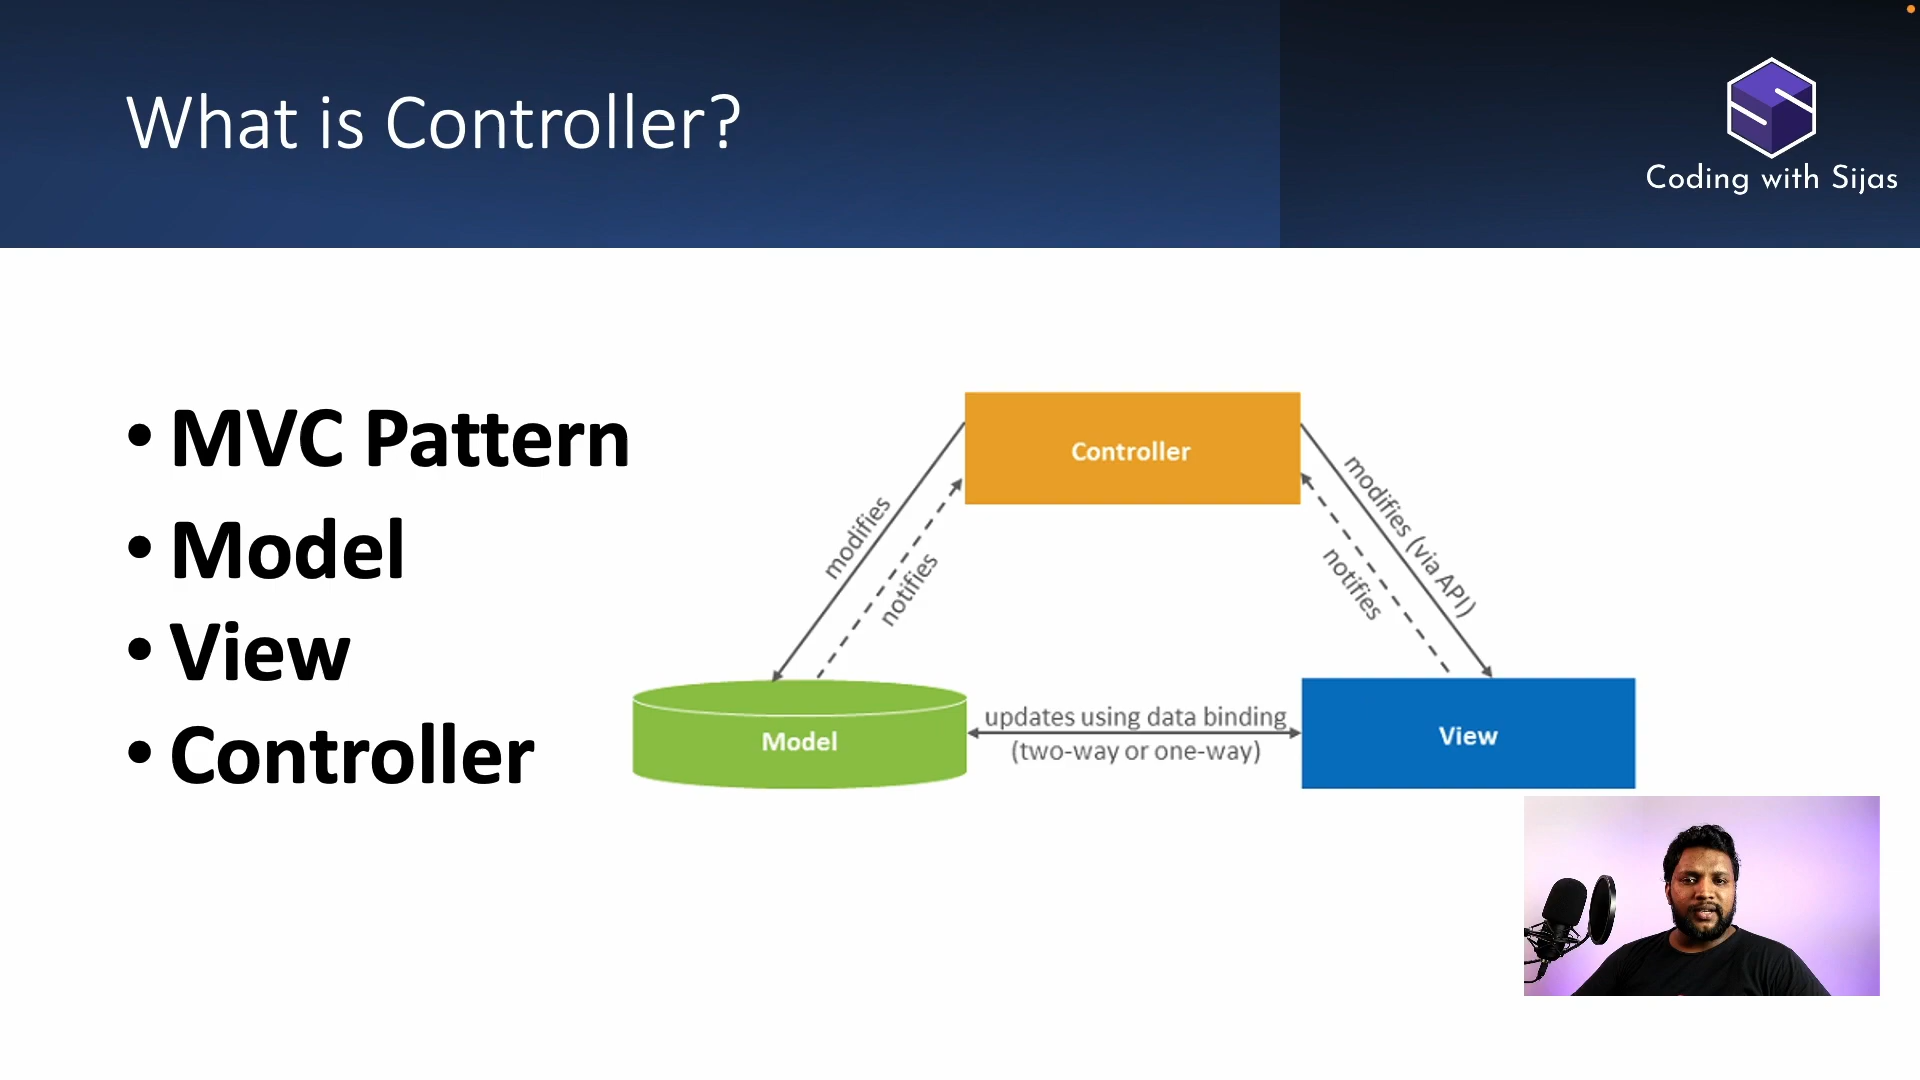 What is Controller?
Coding with Sijas
• MVC Pattern
• Model
• View
• Controller
Controller
modifies
notifies
modifies (via API)
notifies
Model
updates using data binding
(two-way or one-way)
View